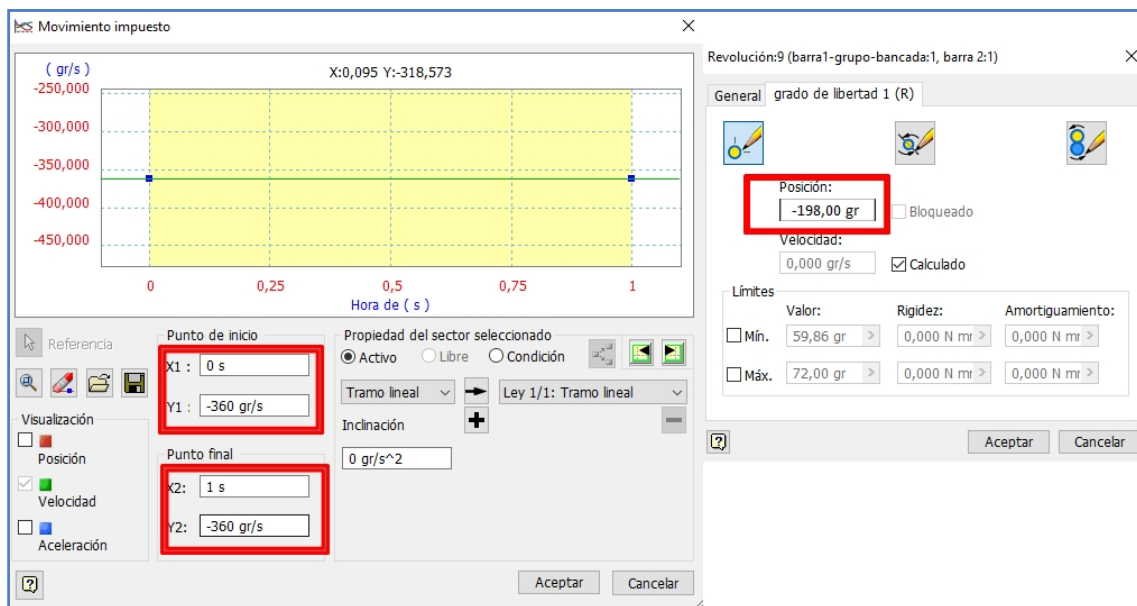 Movimiento impuesto
( gr/s )
X:0,095 Y:-318,573
-250,000
-300,000
-350,000
-400,000
-450,000
0
0,25
0,5
0,75
1
Hora de ( s )
Referencia
Visualización
Posición
Velocidad
Aceleración
Punto de inicio
X1 : 0 s
Y1 : -360 gr/s
Punto final
X2: 1 s
Y2: -360 gr/s
Propiedad del sector seleccionado
Activo Libre Condición
Tramo lineal Ley 1/1: Tramo lineal
Inclinación
0 gr/s^2
Aceptar Cancelar
Revolución:9 (barra1-grupo-bancada:1, barra 2:1)
General grado de libertad 1 (R)
Posición:
-198,00 gr Bloqueado
Velocidad:
0,000 gr/s Calculado
Límites
Valor: Rigidez: Amortiguamiento:
Mín. 59,86 gr > 0,000 N mr > 0,000 N mr >
Máx. 72,00 gr > 0,000 N mr > 0,000 N mr >
Aceptar Cancelar